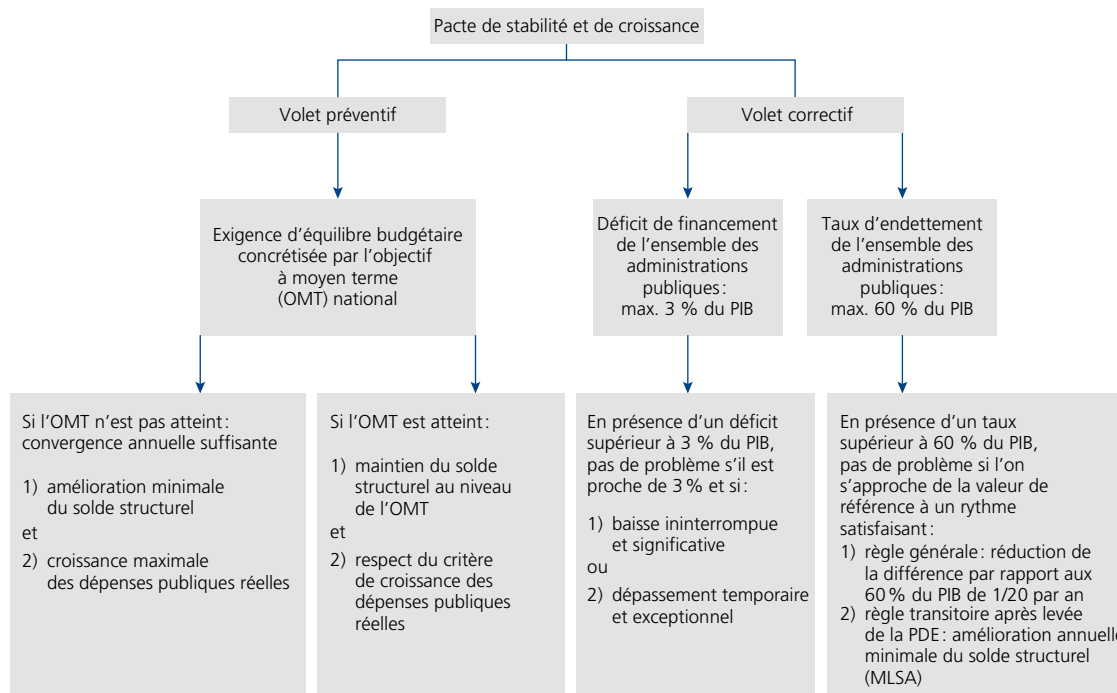 Pacte de stabilité et de croissance
Volet préventif
Volet correctif
Exigence d'équilibre budgétaire
concrétisée par l'objectif
à moyen terme
(OMT) national
Déficit de financement
de l'ensemble des
administrations
publiques :
max. 3 % du PIB
Taux d'endettement
de l'ensemble des
administrations
publiques :
max. 60 % du PIB
Si l'OMT n'est pas atteint :
convergence annuelle suffisante
1) amélioration minimale
du solde structurel
et
2) croissance maximale
des dépenses publiques réelles
Si l'OMT est atteint :
1) maintien du solde
structurel au niveau
de l'OMT
et
2) respect du critère
de croissance des
dépenses publiques
réelles
En présence d'un déficit
supérieur à 3 % du PIB,
pas de problème s'il est
proche de 3 % et si :
1) baisse ininterrompue
et significative
ou
2) dépassement temporaire
et exceptionnel
En présence d'un taux
supérieur à 60 % du PIB,
pas de problème si l'on
s'approche de la valeur de
référence à un rythme
satisfaisant :
1) règle générale : réduction de
la différence par rapport aux
60 % du PIB de 1/20 par an
2) règle transitoire après levée
de la PDE : amélioration annuelle
minimale du solde structurel
(MLSA)